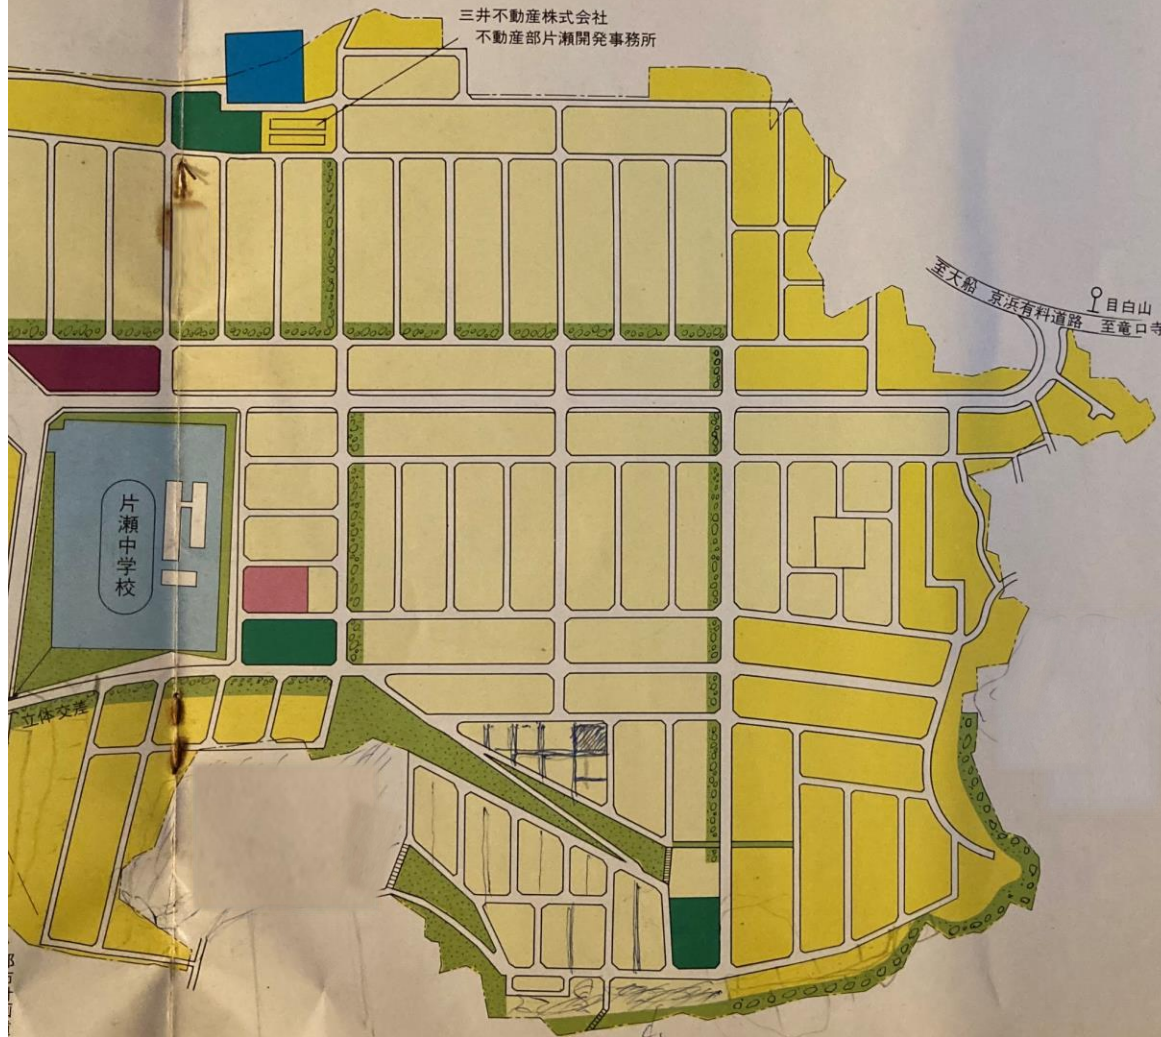 三井不動産株式会社
不動産部片瀬開発事務所
至大船 京浜有料道路
目白山
至竜口寺
片瀬中学校
立体交差